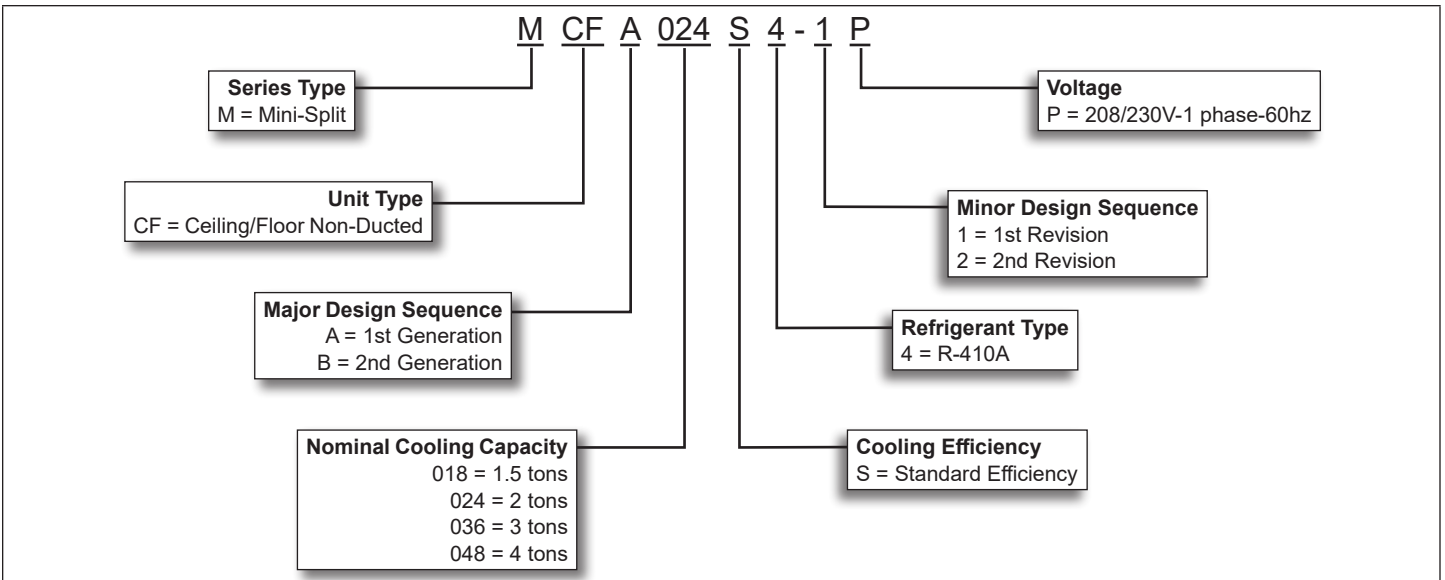 M CF A 024 S 4 - 1 P
Series Type
M = Mini-Split
Voltage
P = 208/230V-1 phase-60hz
Unit Type
CF = Ceiling/Floor Non-Ducted
Minor Design Sequence
1 = 1st Revision
2 = 2nd Revision
Major Design Sequence
A = 1st Generation
B = 2nd Generation
Refrigerant Type
4 = R-410A
Nominal Cooling Capacity
018 = 1.5 tons
024 = 2 tons
036 = 3 tons
048 = 4 tons
Cooling Efficiency
S = Standard Efficiency